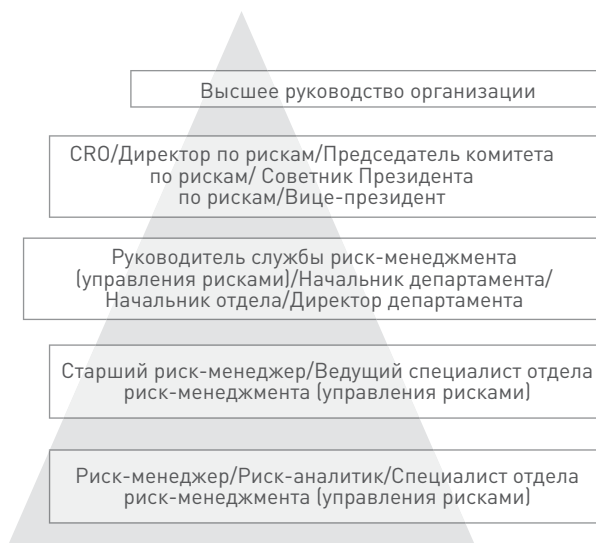 Высшее руководство организации
CRO/Директор по рискам/Председатель комитета
по рискам/ Советник Президента
по рискам/Вице-президент
Руководитель службы риск-менеджмента
(управления рисками)/Начальник департамента/
Начальник отдела/Директор департамента
Старший риск-менеджер/Ведущий специалист отдела
риск-менеджмента (управления рисками)
Риск-менеджер/Риск-аналитик/Специалист отдела
риск-менеджмента (управления рисками)